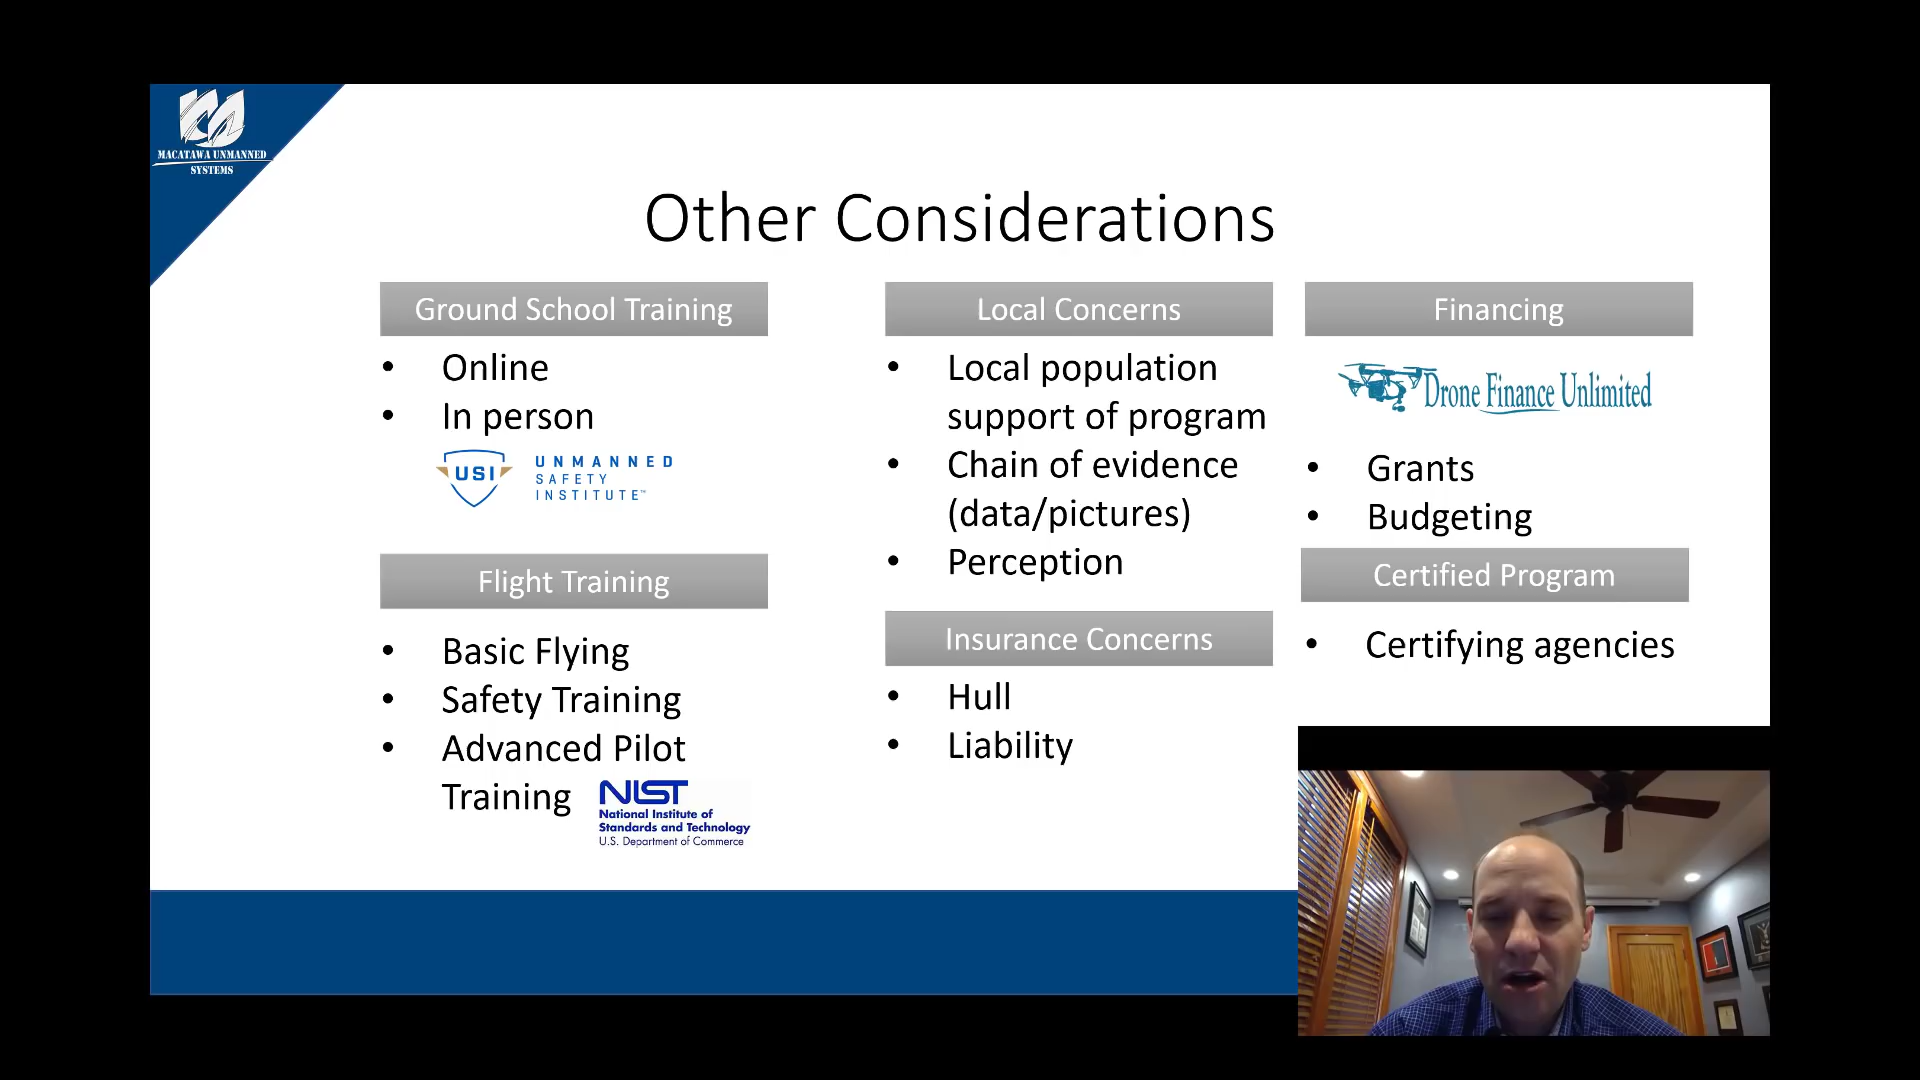 MACATAWA UNMANNED
SYSTEMS
Other Considerations
Ground School Training
• Online
• In person
USI
UNMANNED
SAFETY
INSTITUTE™
Flight Training
• Basic Flying
• Safety Training
• Advanced Pilot
Training
NIST
National Institute of
Standards and Technology
U.S. Department of Commerce
Local Concerns
• Local population
support of program
• Chain of evidence
(data/pictures)
• Perception
Insurance Concerns
• Hull
• Liability
Financing
Drone Finance Unlimited
• Grants
• Budgeting
Certified Program
• Certifying agencies